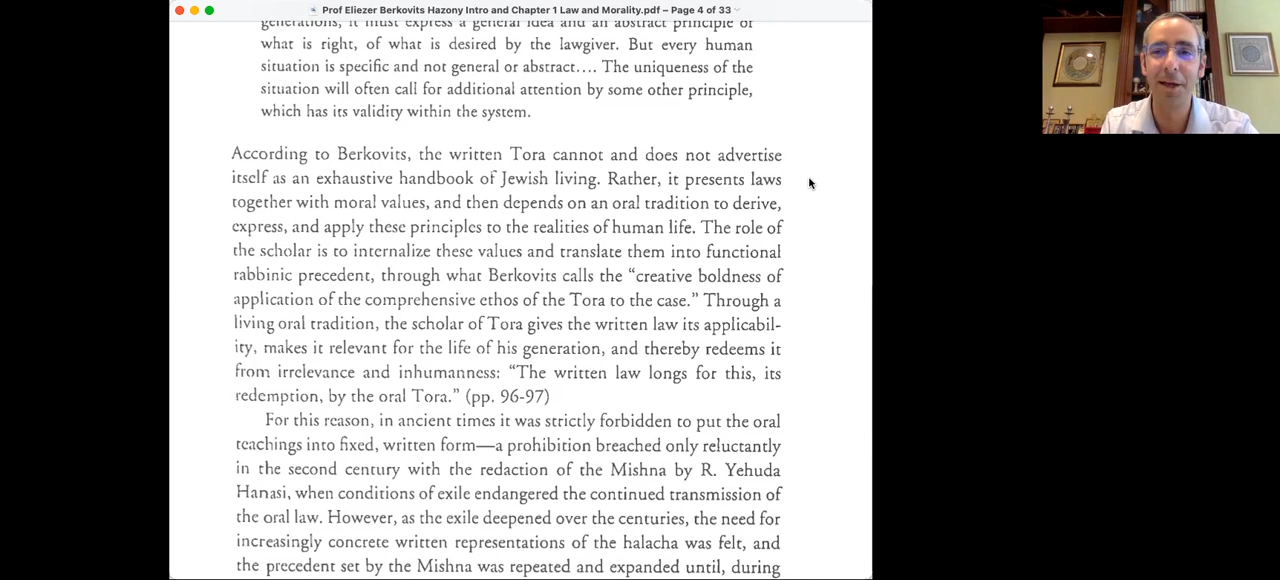 Prof Eliezer Berkovits Hazony Intro and Chapter 1 Law and Morality.pdf – Page 4 of 33
generations, it must express a general idea and an abstract principle of
what is right, of what is desired by the lawgiver. But every human
situation is specific and not general or abstract.... The uniqueness of the
situation will often call for additional attention by some other principle,
which has its validity within the system.
According to Berkovits, the written Tora cannot and does not advertise
itself as an exhaustive handbook of Jewish living. Rather, it presents laws
together with moral values, and then depends on an oral tradition to derive,
express, and apply these principles to the realities of human life. The role of
the scholar is to internalize these values and translate them into functional
rabbinic precedent, through what Berkovits calls the “creative boldness of
application of the comprehensive ethos of the Tora to the case.” Through a
living oral tradition, the scholar of Tora gives the written law its applicabil-
ity, makes it relevant for the life of his generation, and thereby redeems it
from irrelevance and inhumanness: “The written law longs for this, its
redemption, by the oral Tora.” (pp. 96-97)
For this reason, in ancient times it was strictly forbidden to put the oral
teachings into fixed, written form—a prohibition breached only reluctantly
in the second century with the redaction of the Mishna by R. Yehuda
Hanasi, when conditions of exile endangered the continued transmission of
the oral law. However, as the exile deepened over the centuries, the need for
increasingly concrete written representations of the halacha was felt, and
the precedent set by the Mishna was repeated and expanded until, during